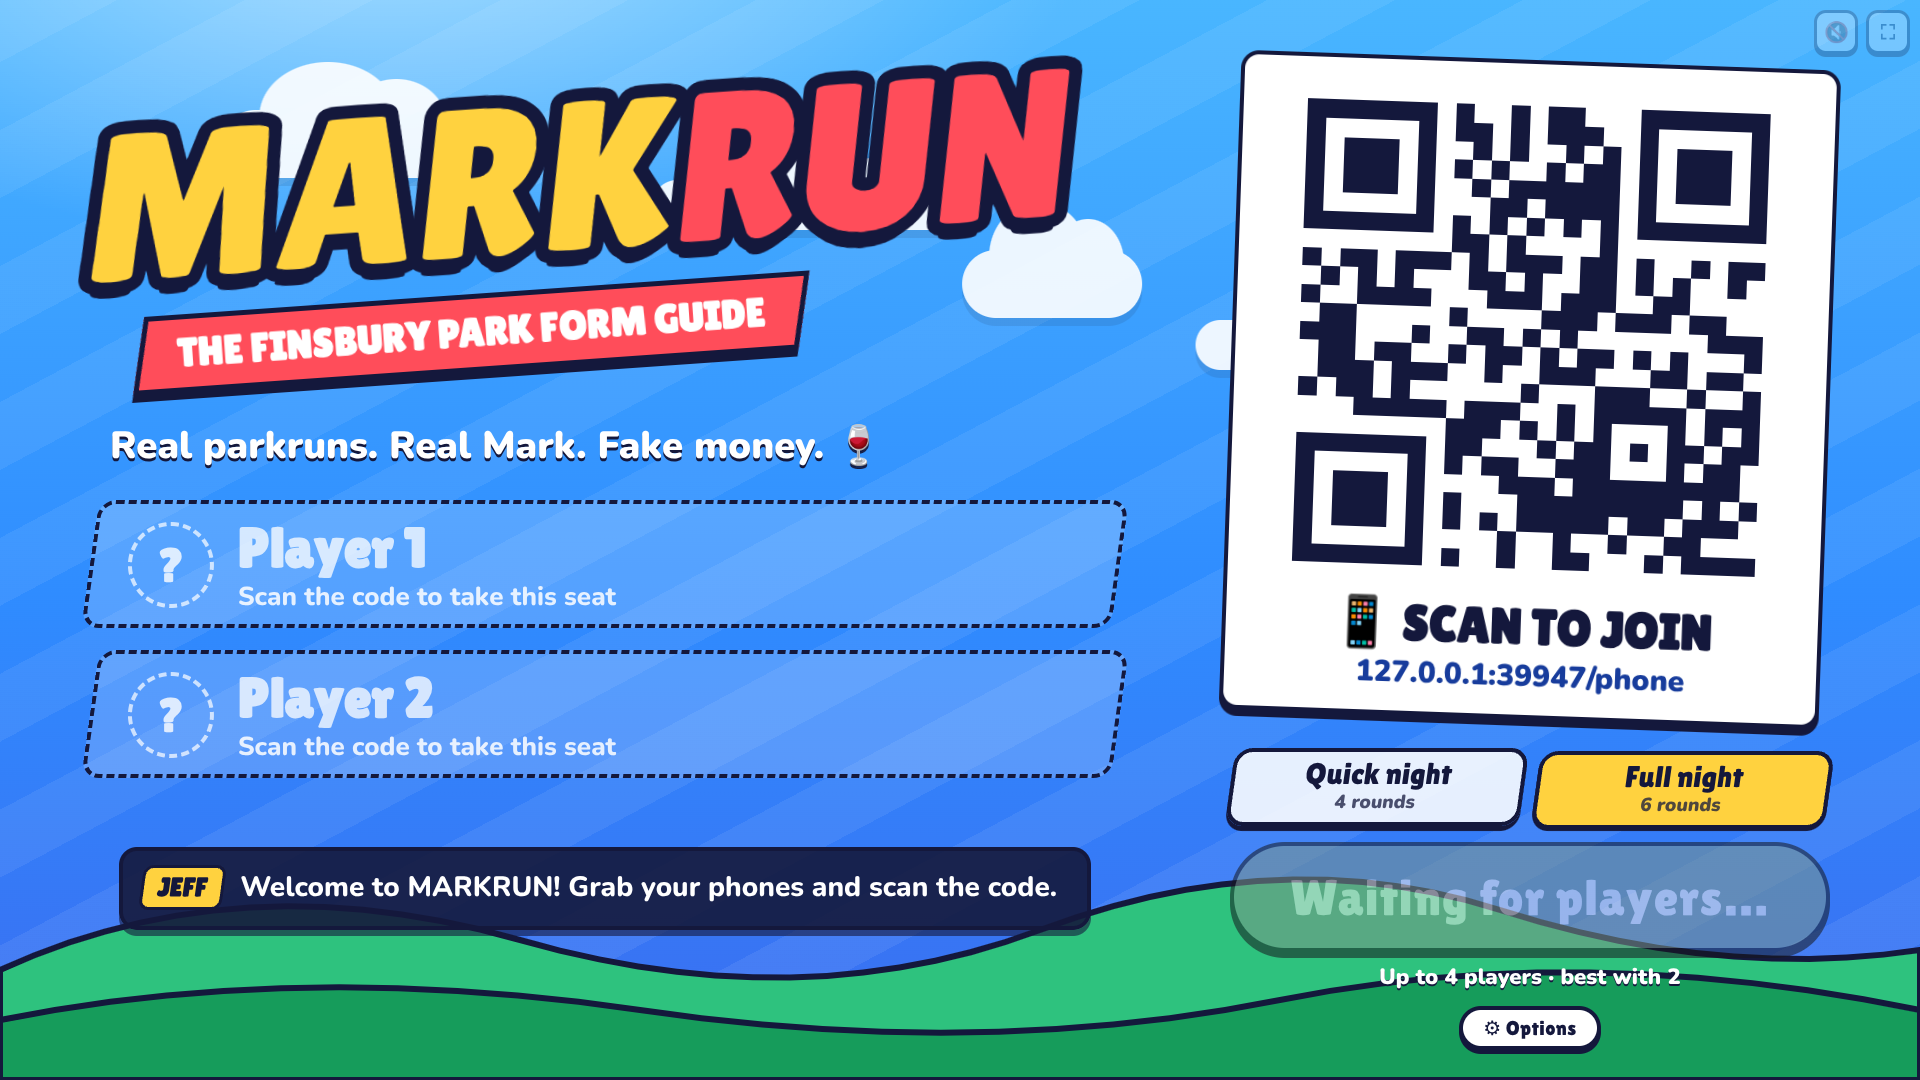 MARKRUN
THE FINSBURY PARK FORM GUIDE
Real parkruns. Real Mark. Fake money.
?
Player 1
Scan the code to take this seat
?
Player 2
Scan the code to take this seat
JEFF
Welcome to MARKRUN! Grab your phones and scan the code.
SCAN TO JOIN
127.0.0.1:39947/phone
Quick night
4 rounds
Full night
6 rounds
Waiting for players...
Up to 4 players · best with 2
⚙ Options